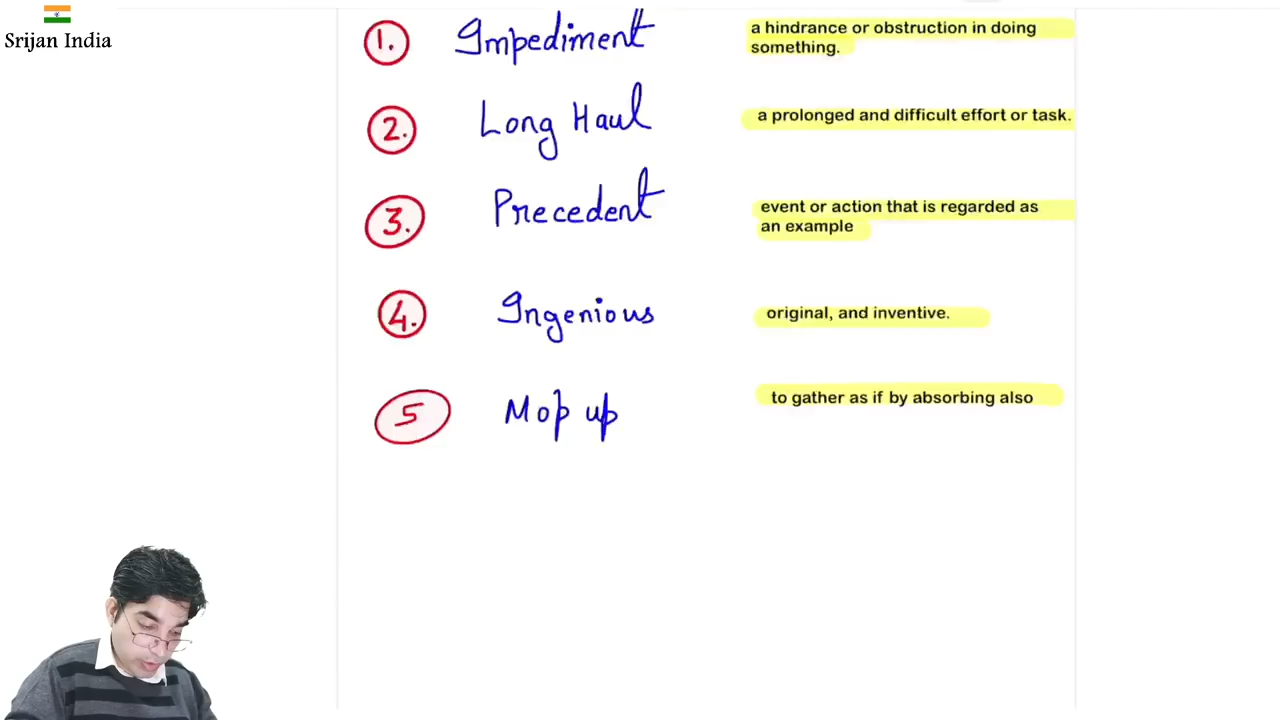 Srijan India
1. Impediment a hindrance or obstruction in doing
something.
2. Long Haul a prolonged and difficult effort or task.
3. Precedent event or action that is regarded as
an example
4. Ingenious original, and inventive.
5 Mop up to gather as if by absorbing also